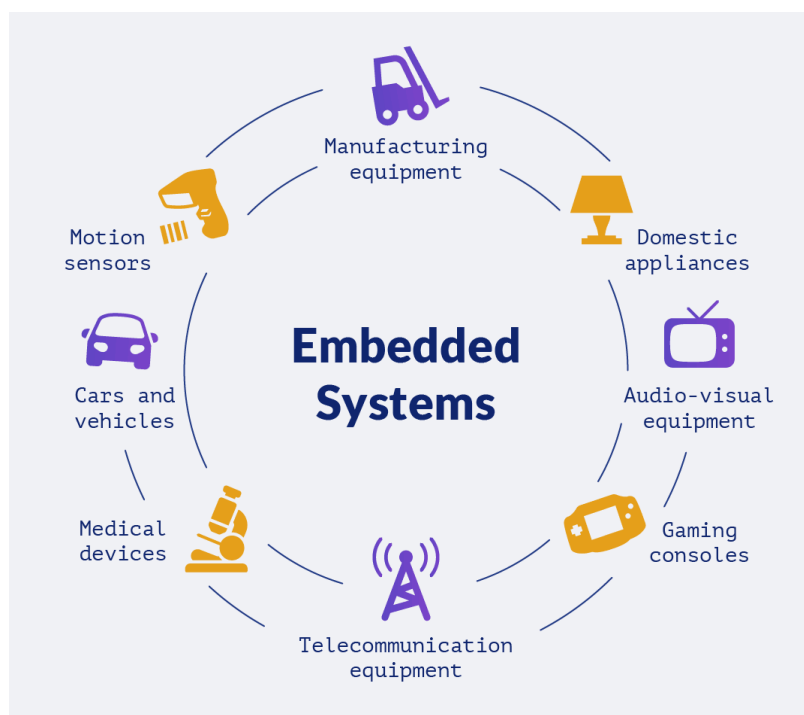 Manufacturing
equipment
Motion
sensors
Domestic
appliances
Embedded
Systems
Cars and
vehicles
Audio-visual
equipment
Medical
devices
Gaming
consoles
Telecommunication
equipment